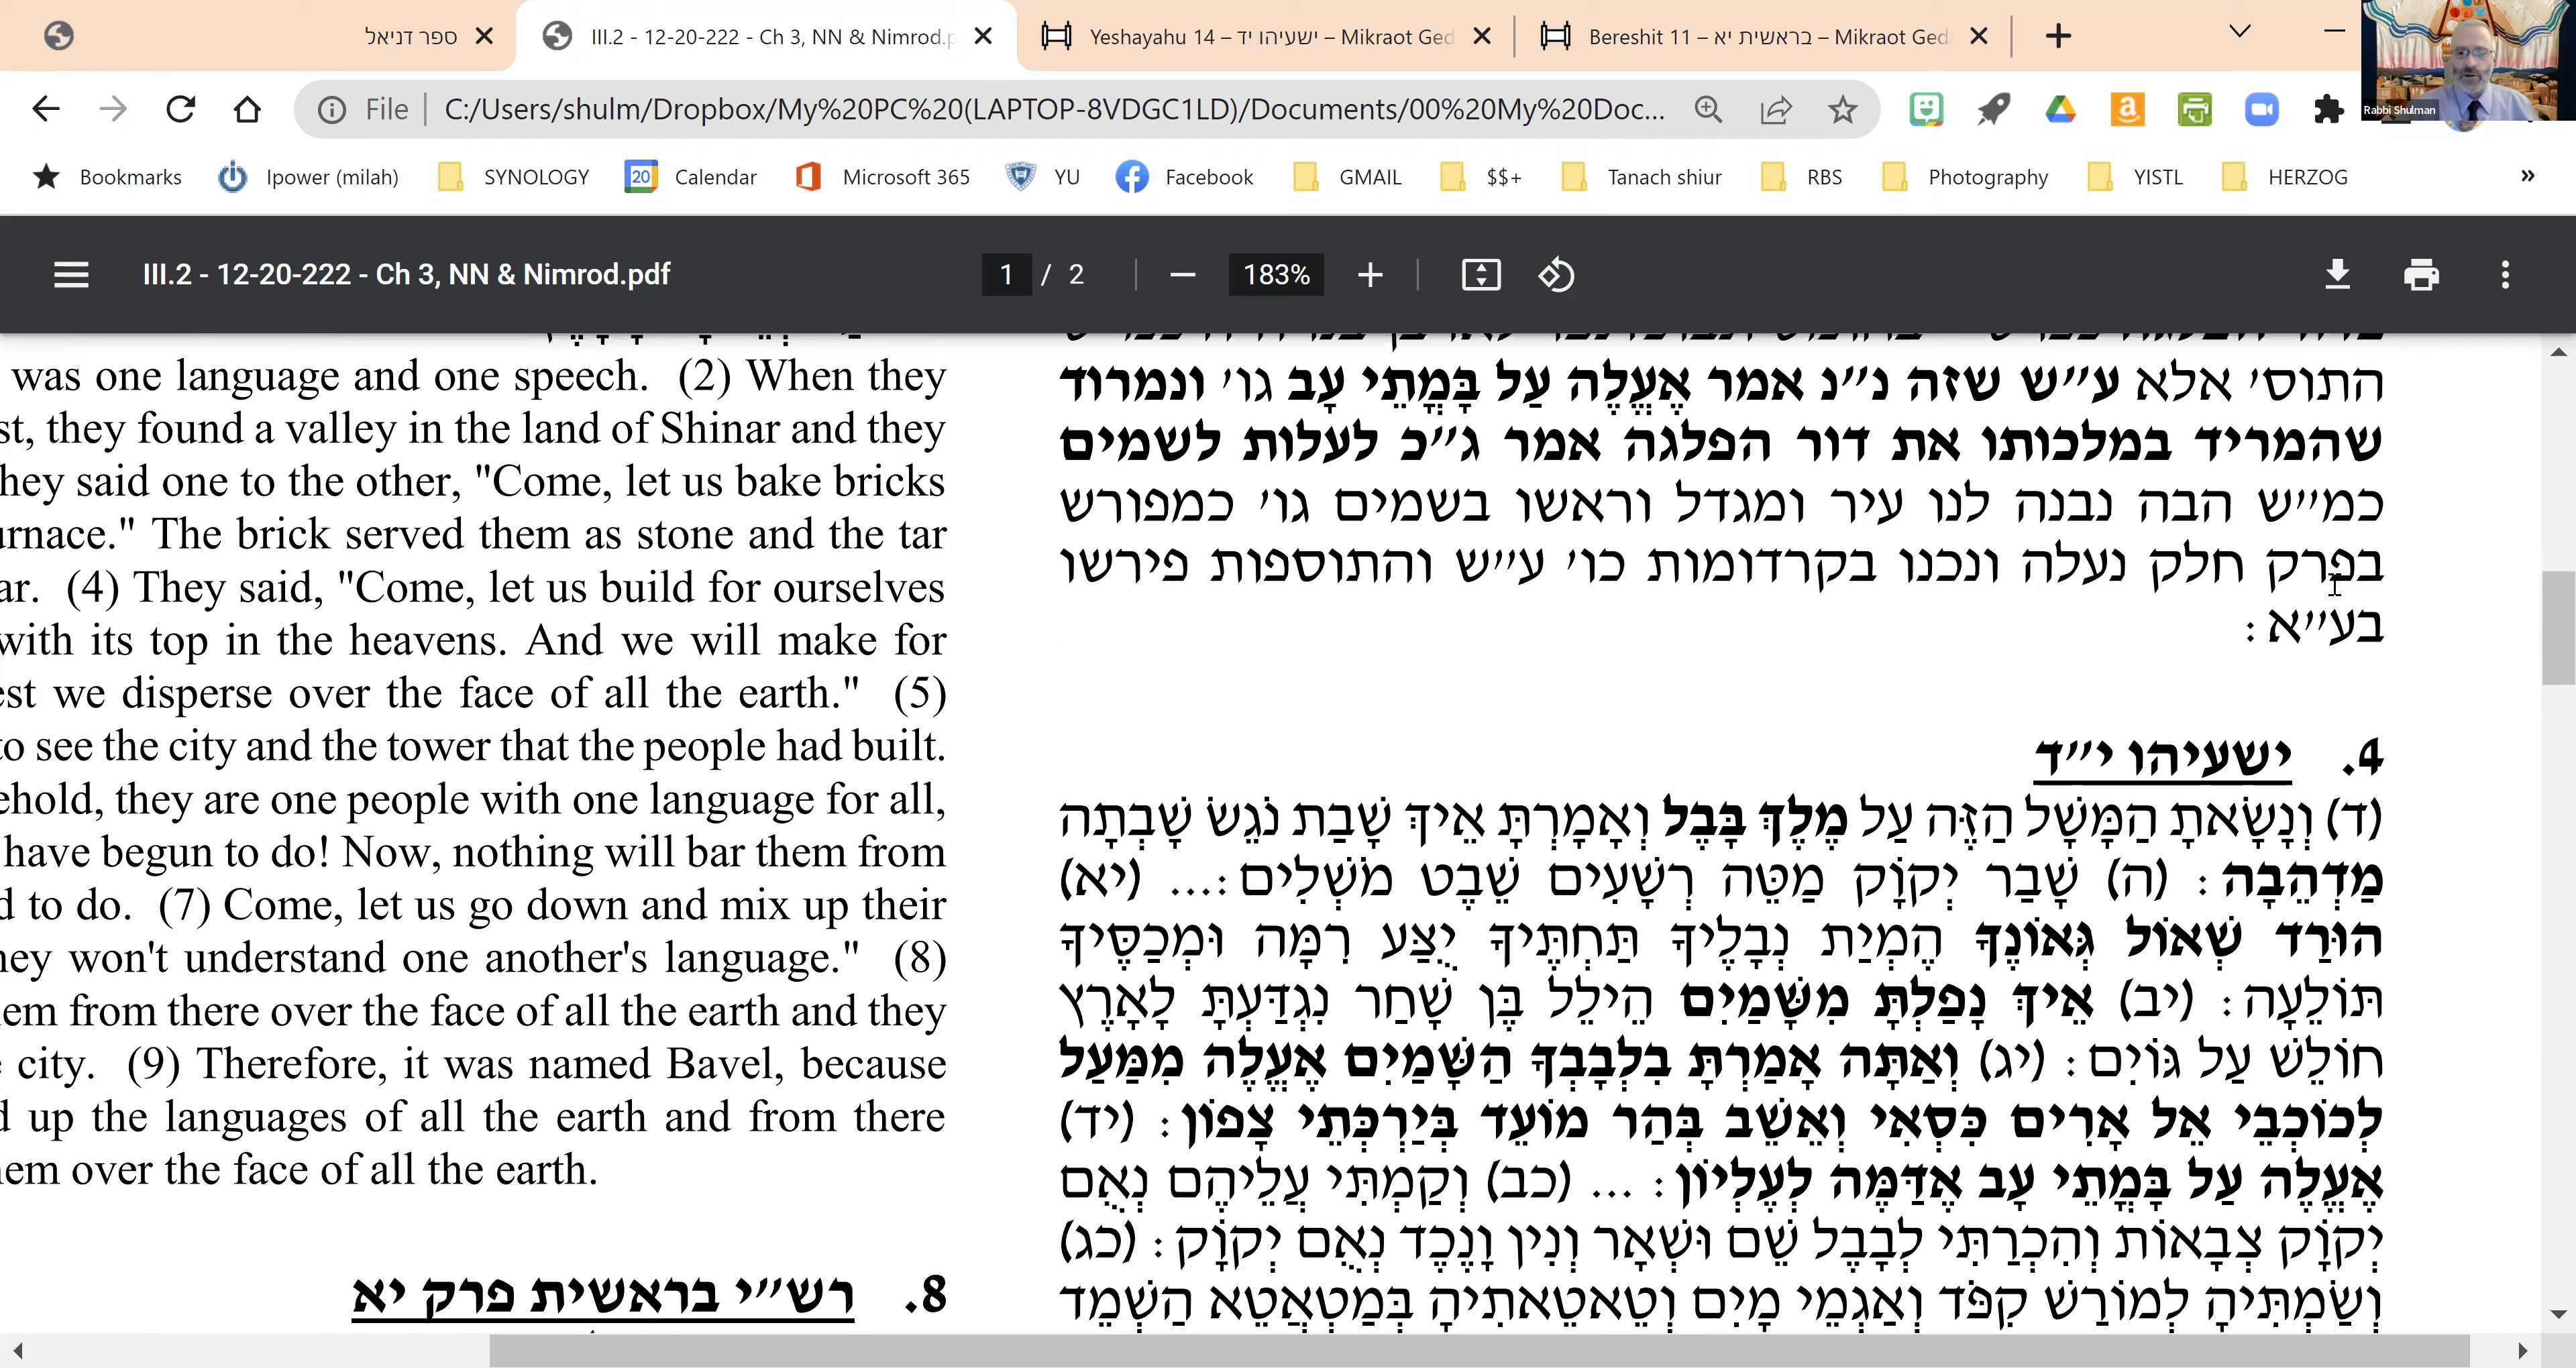 ספר דניאל
III.2 - 12-20-222 - Ch 3, NN & Nimrod.p
Yeshayahu 14 – ישעיהו יד – Mikraot Ged
Bereshit 11 – בראשית יא – Mikraot Ged
File | C:/Users/shulm/Dropbox/My%20PC%20(LAPTOP-8VDGC1LD)/Documents/00%20My%20Doc...
Rabbi Shulman
Bookmarks Ipower (milah) SYNOLOGY 20 Calendar Microsoft 365 YU Facebook GMAIL $$+ Tanach shiur RBS Photography YISTL HERZOG »
III.2 - 12-20-222 - Ch 3, NN & Nimrod.pdf 1 / 2 183%
התוס' אלא ע"ש שזה נ"נ אמר אֶעֱלֶה עַל בָּמֳתֵי עָב גו' ונמרוד
שהמריד במלכותו את דור הפלגה אמר ג"כ לעלות לשמים
כמ"ש הבה נבנה לנו עיר ומגדל וראשו בשמים גו' כמפורש
בפרק חלק נעלה ונכנו בקרדומות כו' ע"ש והתוספות פירשו
בע"א :
4. ישעיהו י"ד
(ד) וְנָשָׂאתָ הַמָּשָׁל הַזֶּה עַל מֶלֶךְ בָּבֶל וְאָמָרְתָּ אֵיךְ שָׁבַת נֹגֵשׂ שָׁבְתָה
מַדְהֵבָה : (ה) שָׁבַר יְקֹוָק מַטֵּה רְשָׁעִים שֵׁבֶט מֹשְׁלִים :... (יא)
הוּרַד שְׁאוֹל גְּאוֹנֶךָ הֶמְיַת נְבָלֶיךָ תַּחְתֶּיךָ יֻצַּע רִמָּה וּמְכַסֶּיךָ
תּוֹלֵעָה : (יב) אֵיךְ נָפַלְתָּ מִשָּׁמַיִם הֵילֵל בֶּן שָׁחַר נִגְדַּעְתָּ לָאָרֶץ
חוֹלֵשׁ עַל גּוֹיִם : (יג) וְאַתָּה אָמַרְתָּ בִלְבָבְךָ הַשָּׁמַיִם אֶעֱלֶה מִמַּעַל
לְכוֹכְבֵי אֵל אָרִים כִּסְאִי וְאֵשֵׁב בְּהַר מוֹעֵד בְּיַרְכְּתֵי צָפוֹן : (יד)
אֶעֱלֶה עַל בָּמֳתֵי עָב אֶדַּמֶּה לְעֶלְיוֹן : ... (כב) וְקַמְתִּי עֲלֵיהֶם נְאֻם
יְקֹוָק צְבָאוֹת וְהִכְרַתִּי לְבָבֶל שֵׁם וּשְׁאָר וְנִין וָנֶכֶד נְאֻם יְקֹוָק : (כג)
וְשַׂמְתִּיהָ לְמוֹרַשׁ קִפֹּד וְאַגְמֵי מָיִם וְטֵאטֵאתִיהָ בְּמַטְאֲטֵא הַשְׁמֵד
was one language and one speech. (2) When they
st, they found a valley in the land of Shinar and they
hey said one to the other, "Come, let us bake bricks
urnace." The brick served them as stone and the tar
ar. (4) They said, "Come, let us build for ourselves
with its top in the heavens. And we will make for
est we disperse over the face of all the earth." (5)
to see the city and the tower that the people had built.
ehold, they are one people with one language for all,
have begun to do! Now, nothing will bar them from
d to do. (7) Come, let us go down and mix up their
hey won't understand one another's language." (8)
em from there over the face of all the earth and they
e city. (9) Therefore, it was named Bavel, because
d up the languages of all the earth and from there
em over the face of all the earth.
8. רש"י בראשית פרק יא